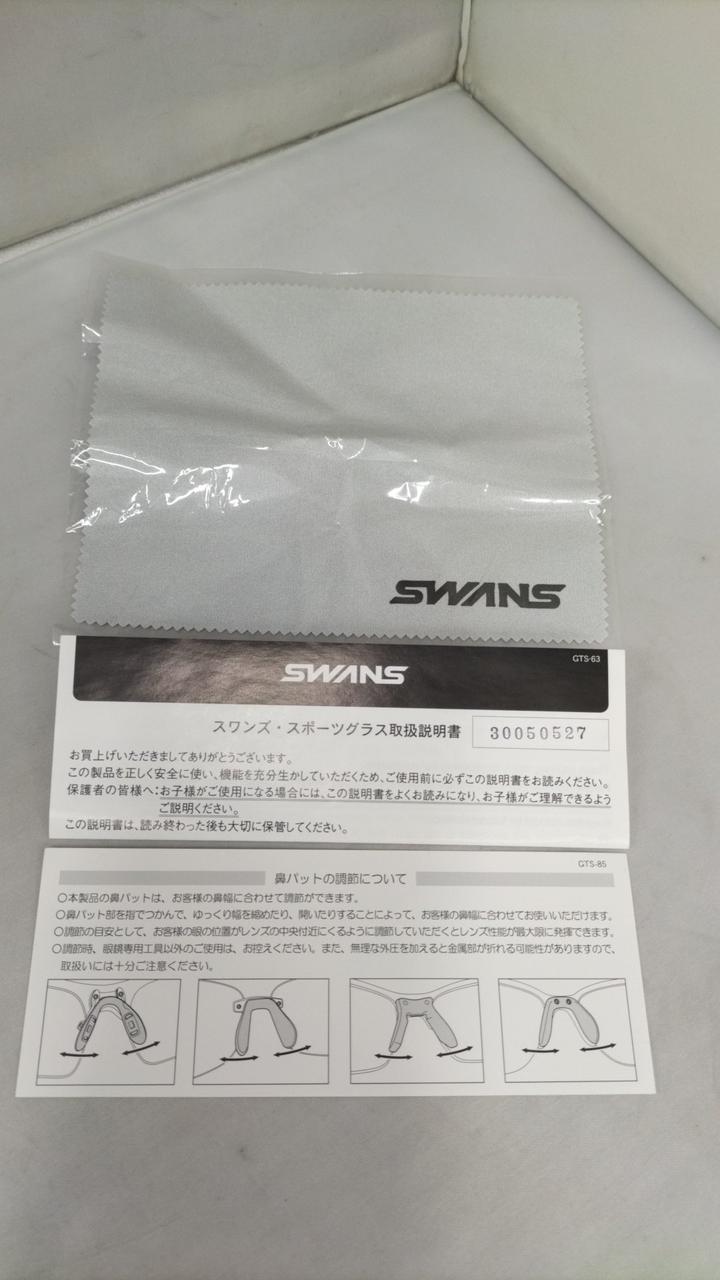 SWANS
SWANS
GTS-63
スワンズ・スポーツグラス取扱説明書
30050527
お買上げいただきましてありがとうございます。
この製品を正しく安全に使い、機能を充分生かしていただくため、ご使用前に必ずこの説明書をお読みください。
保護者の皆様へ:お子様がご使用になる場合には、この説明書をよくお読みになり、お子様がご理解できるよう
ご説明ください。
この説明書は、読み終わった後も大切に保管してください。
GTS-85
鼻パットの調節について
○本製品の鼻パットは、お客様の鼻幅に合わせて調節ができます。
○鼻パット部を指でつかんで、ゆっくり幅を縮めたり、開いたりすることによって、お客様の鼻幅に合わせてお使いいただけます。
○調節の目安として、お客様の眼の位置がレンズの中央付近にくるように調節していただくとレンズ性能が最大限に発揮できます。
○調節時、眼鏡専用工具以外のご使用は、お控えください。また、無理な外圧を加えると金属部が折れる可能性がありますので、
取扱いには十分ご注意ください。